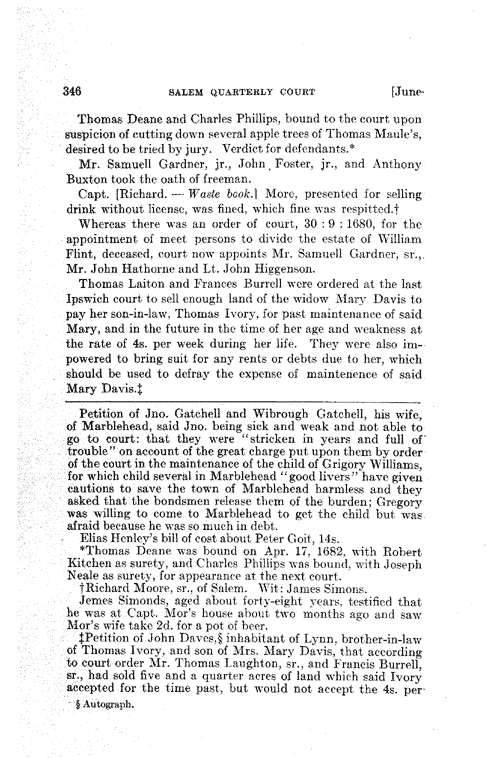 346 SALEM QUARTERLY COURT [June
Thomas Deane and Charles Phillips, bound to the court upon
suspicion of cutting down several apple trees of Thomas Maule's,
desired to be tried by jury. Verdict for defendants.*
Mr. Samuell Gardner, jr., John Foster, jr., and Anthony
Buxton took the oath of freeman.
Capt. [Richard. — Waste book.] More, presented for selling
drink without license, was fined, which fine was respitted.†
Whereas there was an order of court, 30 : 9 : 1680, for the
appointment of meet persons to divide the estate of William
Flint, deceased, court now appoints Mr. Samuell Gardner, sr.,
Mr. John Hathorne and Lt. John Higgenson.
Thomas Laiton and Frances Burrell were ordered at the last
Ipswich court to sell enough land of the widow Mary Davis to
pay her son-in-law, Thomas Ivory, for past maintenance of said
Mary, and in the future in the time of her age and weakness at
the rate of 4s. per week during her life. They were also im-
powered to bring suit for any rents or debts due to her, which
should be used to defray the expense of maintenence of said
Mary Davis.‡
Petition of Jno. Gatchell and Wibrough Gatchell, his wife,
of Marblehead, said Jno. being sick and weak and not able to
go to court: that they were "stricken in years and full of
trouble" on account of the great charge put upon them by order
of the court in the maintenance of the child of Grigory Williams,
for which child several in Marblehead "good livers" have given
cautions to save the town of Marblehead harmless and they
asked that the bondsmen release them of the burden; Gregory
was willing to come to Marblehead to get the child but was
afraid because he was so much in debt.
Elias Henley's bill of cost about Peter Goit, 14s.
*Thomas Deane was bound on Apr. 17, 1682, with Robert
Kitchen as surety, and Charles Phillips was bound, with Joseph
Neale as surety, for appearance at the next court.
†Richard Moore, sr., of Salem. Wit: James Simons.
Jemes Simonds, aged about forty-eight years, testified that
he was at Capt. Mor's house about two months ago and saw
Mor's wife take 2d. for a pot of beer.
‡Petition of John Daves,§ inhabitant of Lynn, brother-in-law
of Thomas Ivory, and son of Mrs. Mary Davis, that according
to court order Mr. Thomas Laughton, sr., and Francis Burrell,
sr., had sold five and a quarter acres of land which said Ivory
accepted for the time past, but would not accept the 4s. per
§ Autograph.